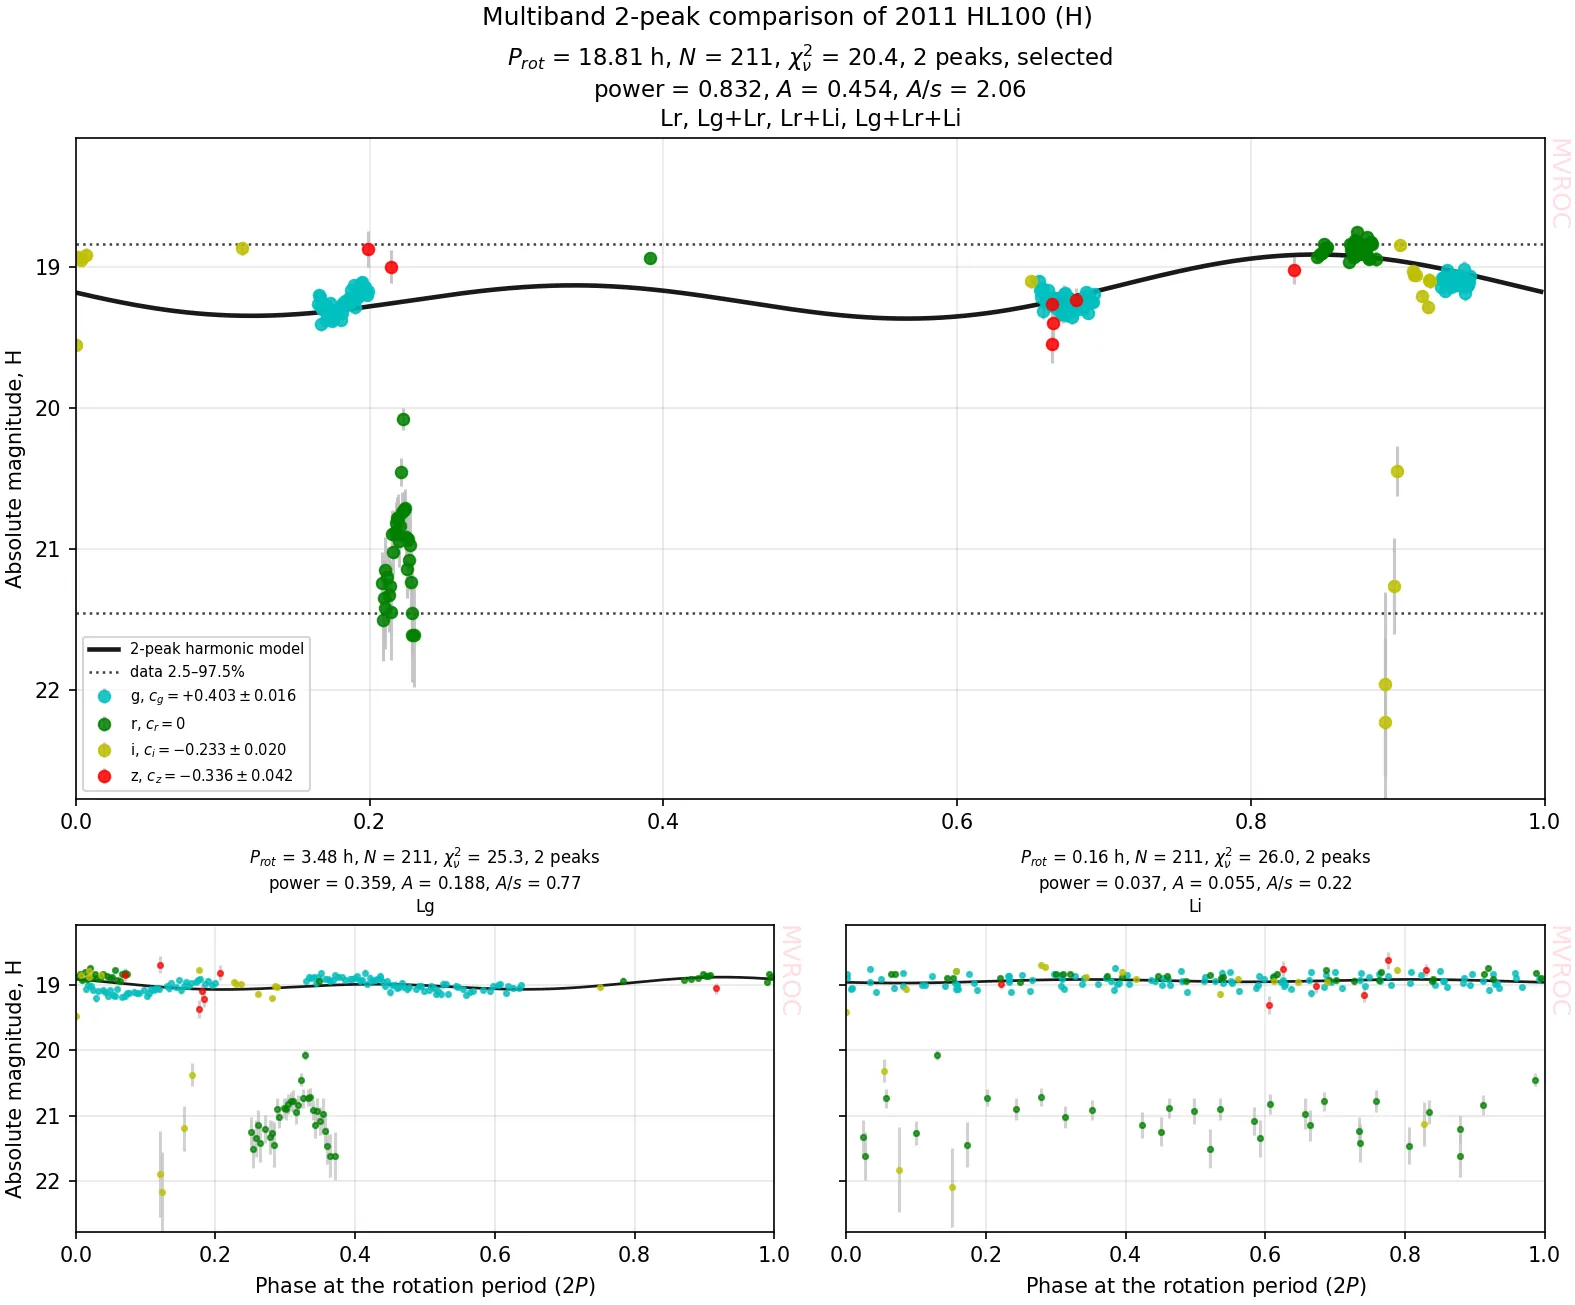 Multiband 2-peak comparison of 2011 HL100 (H)
P_rot = 18.81 h, N = 211, χ²_ν = 20.4, 2 peaks, selected
power = 0.832, A = 0.454, A/s = 2.06
Lr, Lg+Lr, Lr+Li, Lg+Lr+Li
MVROC
Absolute magnitude, H
19
20
21
22
2-peak harmonic model
data 2.5–97.5%
g, c_g = +0.403 ± 0.016
r, c_r = 0
i, c_i = −0.233 ± 0.020
z, c_z = −0.336 ± 0.042
0.0 0.2 0.4 0.6 0.8 1.0
P_rot = 3.48 h, N = 211, χ²_ν = 25.3, 2 peaks
power = 0.359, A = 0.188, A/s = 0.77
Lg
MVROC
Absolute magnitude, H
19
20
21
22
0.0 0.2 0.4 0.6 0.8 1.0
Phase at the rotation period (2P)
P_rot = 0.16 h, N = 211, χ²_ν = 26.0, 2 peaks
power = 0.037, A = 0.055, A/s = 0.22
Li
MVROC
0.0 0.2 0.4 0.6 0.8 1.0
Phase at the rotation period (2P)